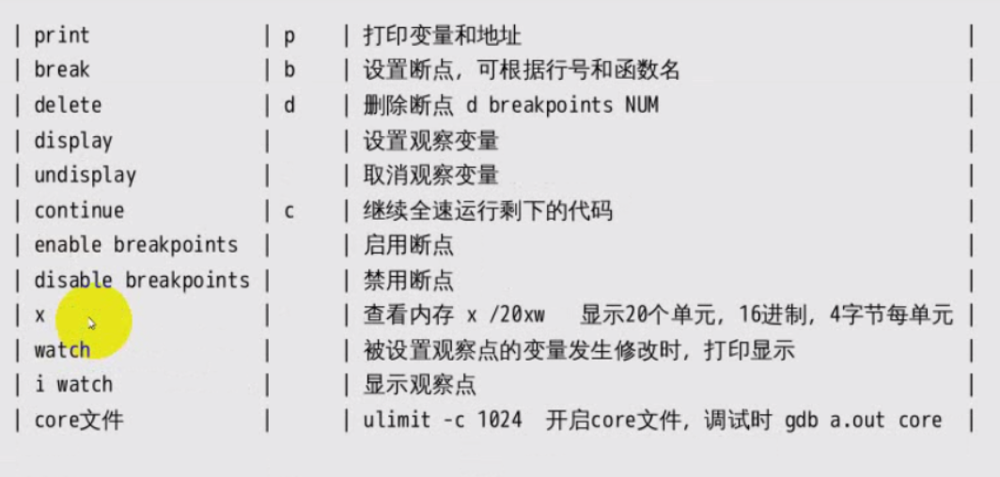 | print | p | 打印变量和地址 |
| break | b | 设置断点, 可根据行号和函数名 |
| delete | d | 删除断点 d breakpoints NUM |
| display | | 设置观察变量 |
| undisplay | | 取消观察变量 |
| continue | c | 继续全速运行剩下的代码 |
| enable breakpoints | | 启用断点 |
| disable breakpoints | | 禁用断点 |
| x | | 查看内存 x /20xw 显示20个单元, 16进制, 4字节每单元 |
| watch | | 被设置观察点的变量发生修改时, 打印显示 |
| i watch | | 显示观察点 |
| core文件 | | ulimit -c 1024 开启core文件, 调试时 gdb a.out core |